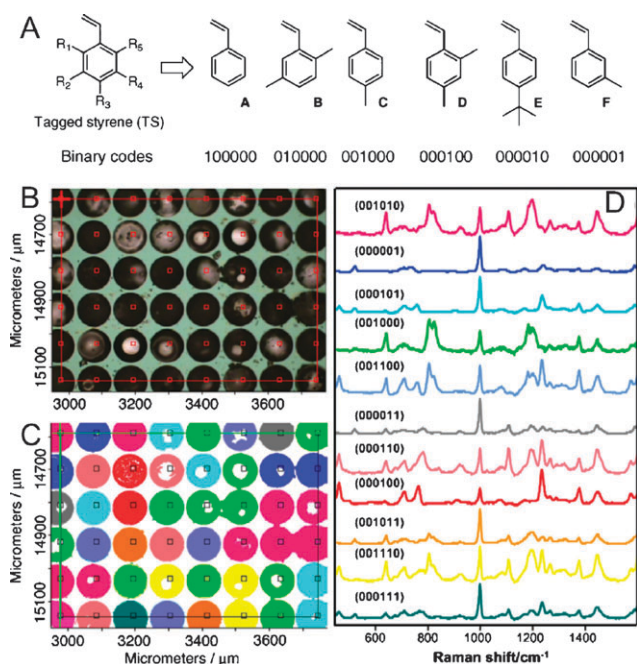 A
R₁
R₅
R₂
R₄
R₃
Tagged styrene (TS)
A
B
C
D
E
F
Binary codes
100000
010000
001000
000100
000010
000001
B
Micrometers / μm
14700
14900
15100
3000
3200
3400
3600
C
Micrometers / μm
14700
14900
15100
3000
3200
3400
3600
Micrometers / μm
D
(001010)
(000001)
(000101)
(001000)
(001100)
(000011)
(000110)
(000100)
(001011)
(001110)
(000111)
600
800
1000
1200
1400
Raman shift/cm⁻¹